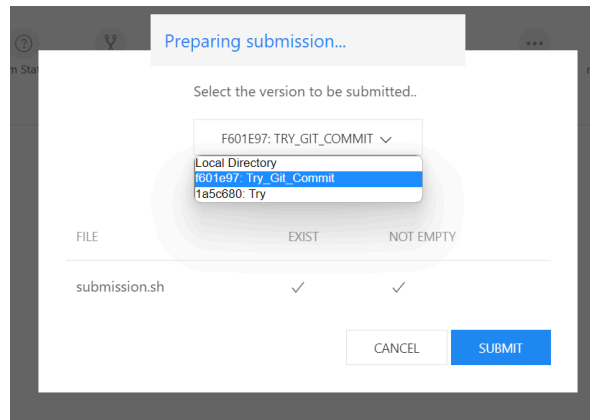 Preparing submission...
m Stat
Select the version to be submitted..
F601E97: TRY_GIT_COMMIT
Local Directory
f601e97: Try_Git_Commit
1a5c680: Try
FILE EXIST NOT EMPTY
submission.sh
CANCEL SUBMIT